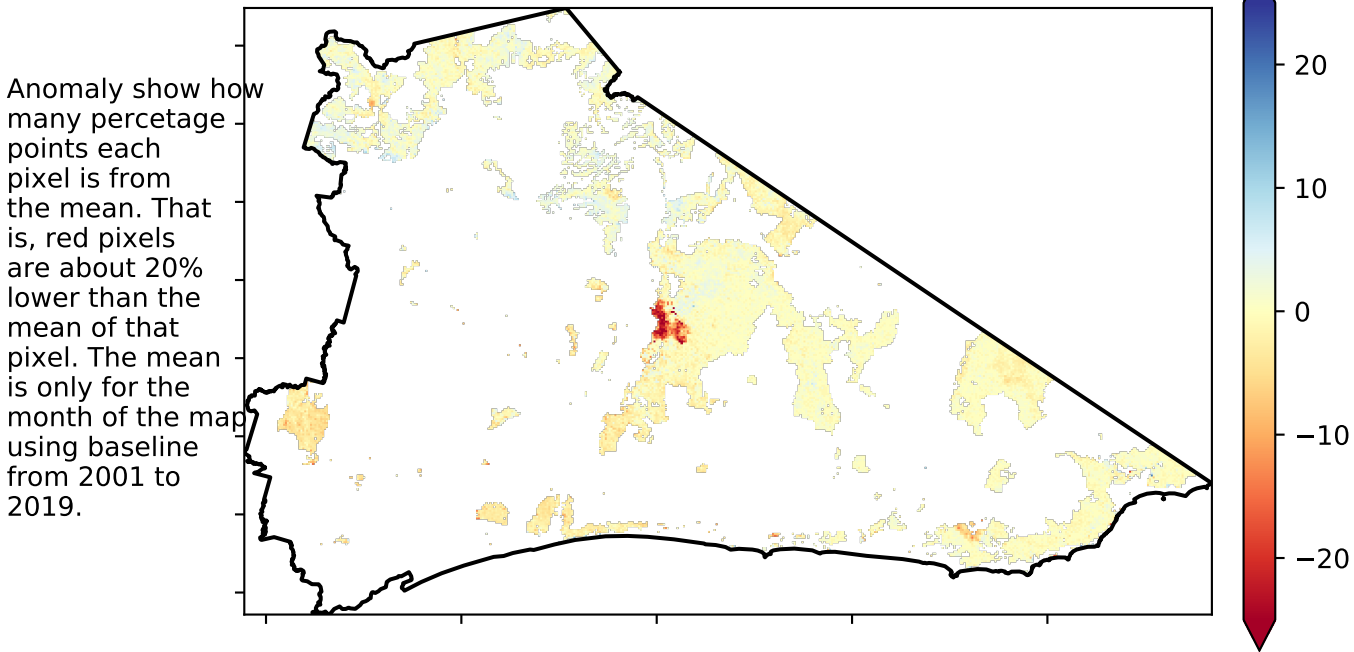 Anomaly show how
many percetage
points each
pixel is from
the mean. That
is, red pixels
are about 20%
lower than the
mean of that
pixel. The mean
is only for the
month of the map
using baseline
from 2001 to
2019.
20
10
0
−10
−20